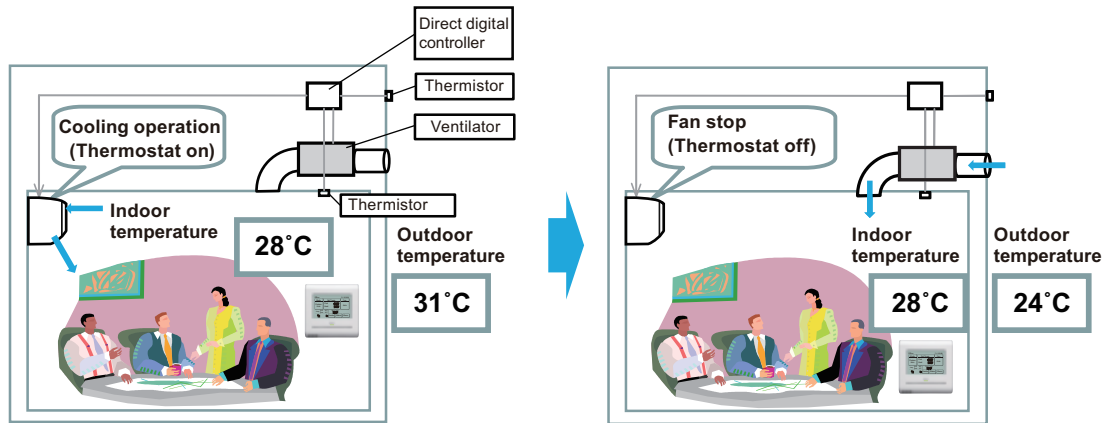 Direct digital
controller
Thermistor
Ventilator
Thermistor
Cooling operation
(Thermostat on)
Indoor
temperature
28˚C
Outdoor
temperature
31˚C
Fan stop
(Thermostat off)
Indoor
temperature
28˚C
Outdoor
temperature
24˚C